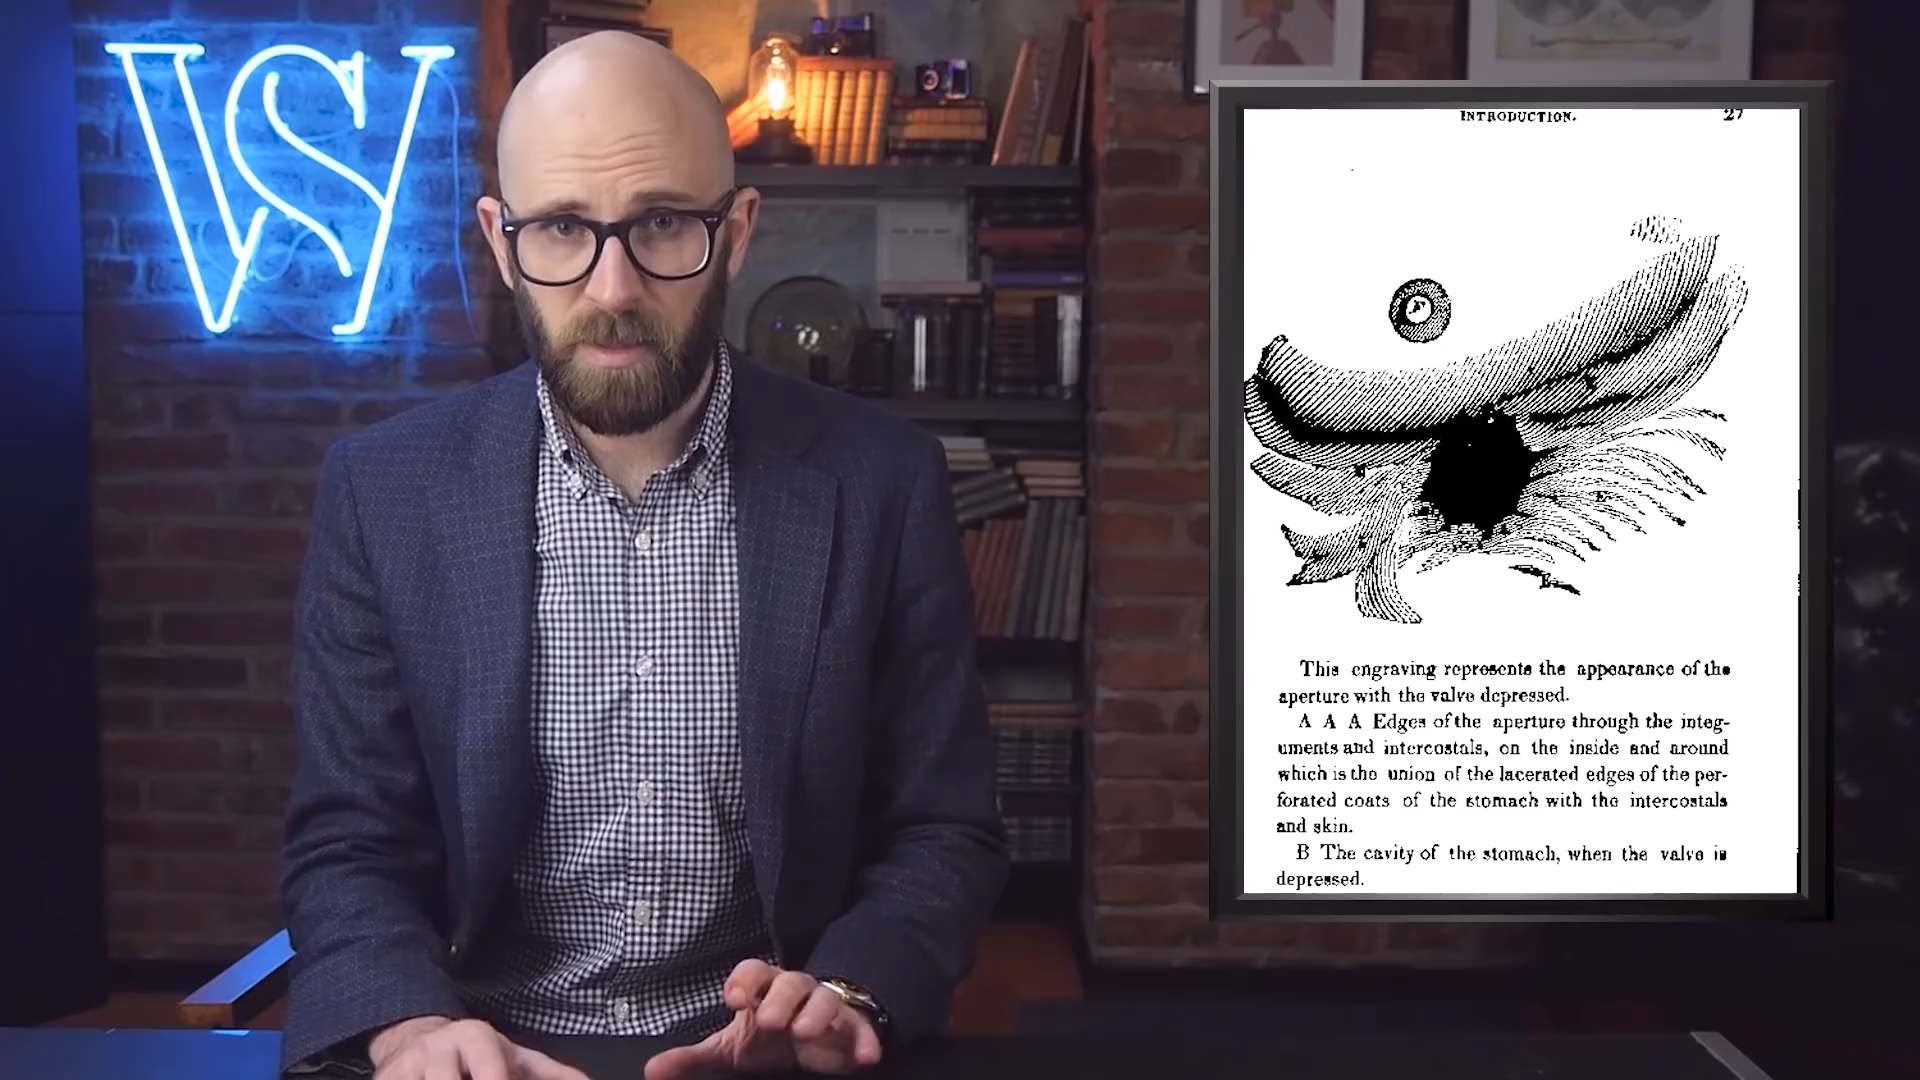 VS
INTRODUCTION. 27
F
This engraving represents the appearance of the
aperture with the valve depressed.
A A A Edges of the aperture through the integ-
uments and intercostals, on the inside and around
which is the union of the lacerated edges of the per-
forated coats of the stomach with the intercostals
and skin.
B The cavity of the stomach, when the valve is
depressed.